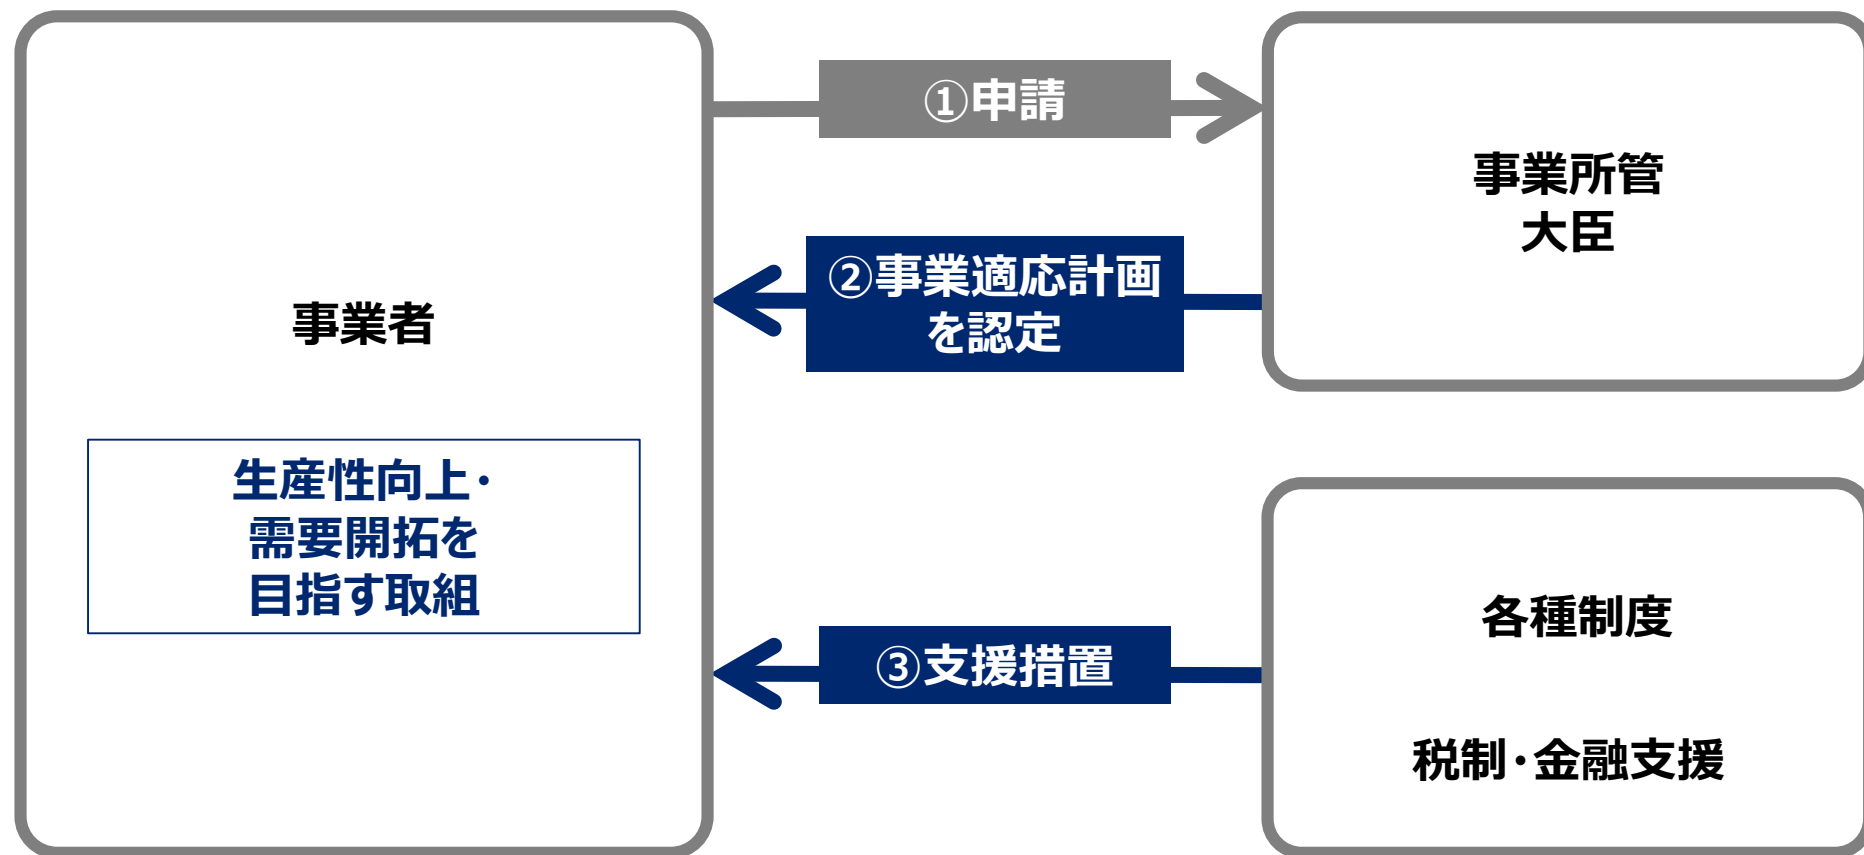 事業者
生産性向上・
需要開拓を
目指す取組
①申請
②事業適応計画
を認定
③支援措置
事業所管
大臣
各種制度
税制・金融支援